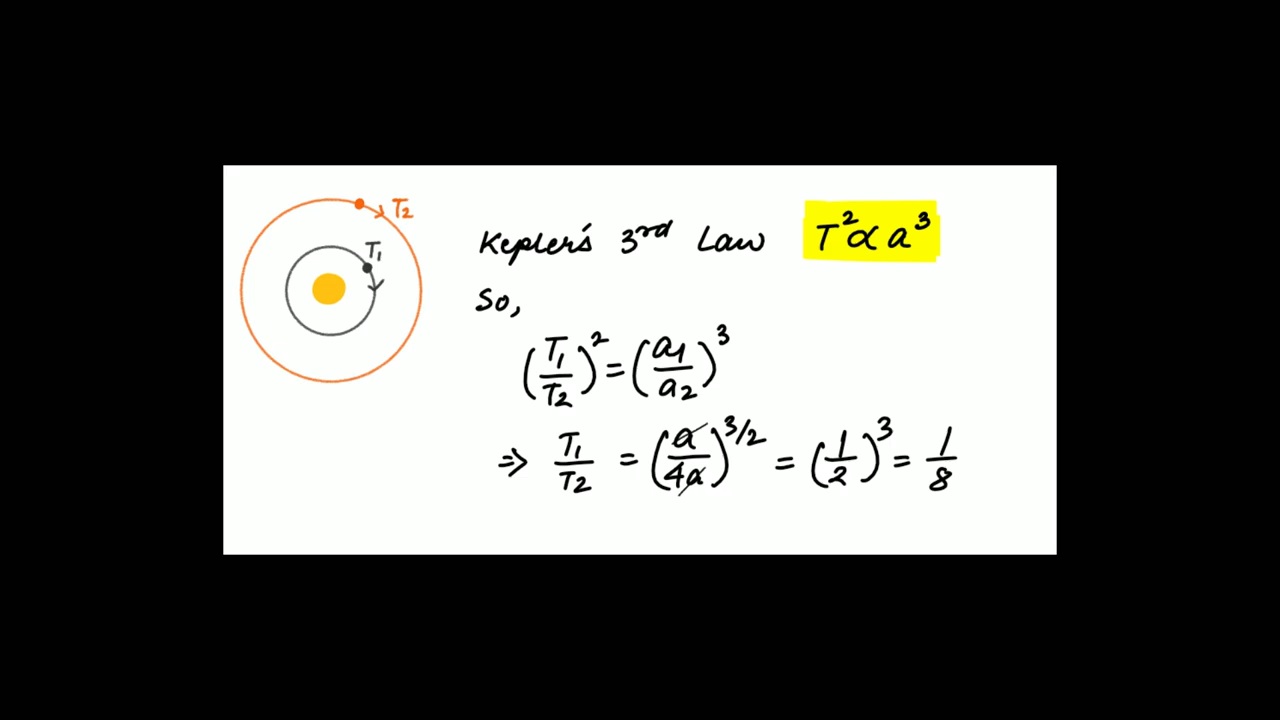 T₂
T₁
Kepler's 3rd Law T² ∝ a³
So,
(T₁/T₂)² = (a₁/a₂)³
⇒ T₁/T₂ = (a/4a)^3/2 = (1/2)³ = 1/8